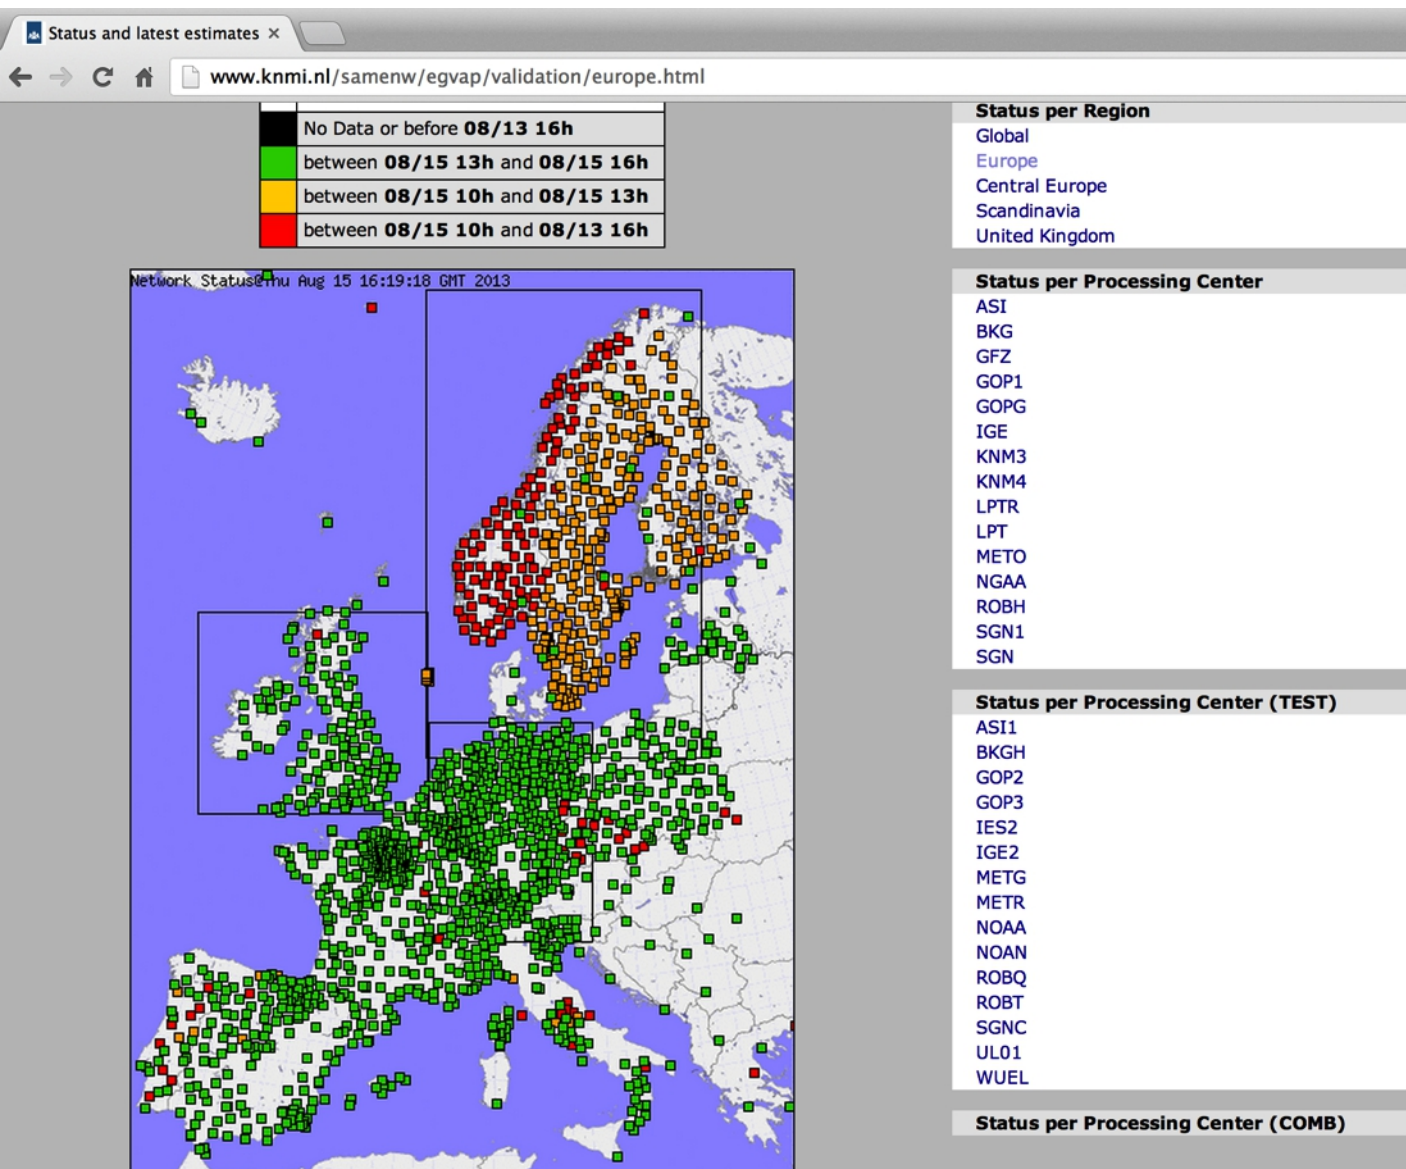 Status and latest estimates ×
www.knmi.nl/samenw/egvap/validation/europe.html
No Data or before 08/13 16h
between 08/15 13h and 08/15 16h
between 08/15 10h and 08/15 13h
between 08/15 10h and 08/13 16h
Network Status@Thu Aug 15 16:19:18 GMT 2013
Status per Region
Global
Europe
Central Europe
Scandinavia
United Kingdom
Status per Processing Center
ASI
BKG
GFZ
GOP1
GOPG
IGE
KNM3
KNM4
LPTR
LPT
METO
NGAA
ROBH
SGN1
SGN
Status per Processing Center (TEST)
ASI1
BKGH
GOP2
GOP3
IES2
IGE2
METG
METR
NOAA
NOAN
ROBQ
ROBT
SGNC
UL01
WUEL
Status per Processing Center (COMB)